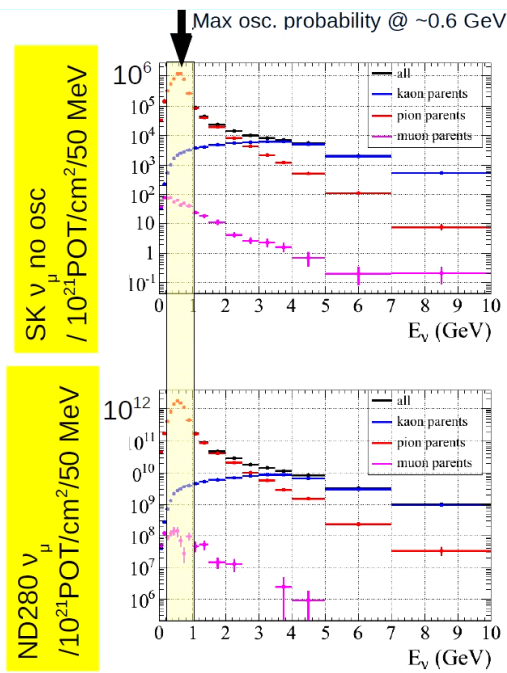 Max osc. probability @ ~0.6 GeV
SK νμ no osc
/ 10²¹POT/cm²/50 MeV
10⁶
10⁵
10⁴
10³
10²
10
1
10⁻¹
all
kaon parents
pion parents
muon parents
0 1 2 3 4 5 6 7 8 9 10
Eν (GeV)
ND280 νμ
/10²¹POT/cm²/50 MeV
10¹²
0¹¹
0¹⁰
10⁹
10⁸
10⁷
10⁶
all
kaon parents
pion parents
muon parents
0 1 2 3 4 5 6 7 8 9 10
Eν (GeV)